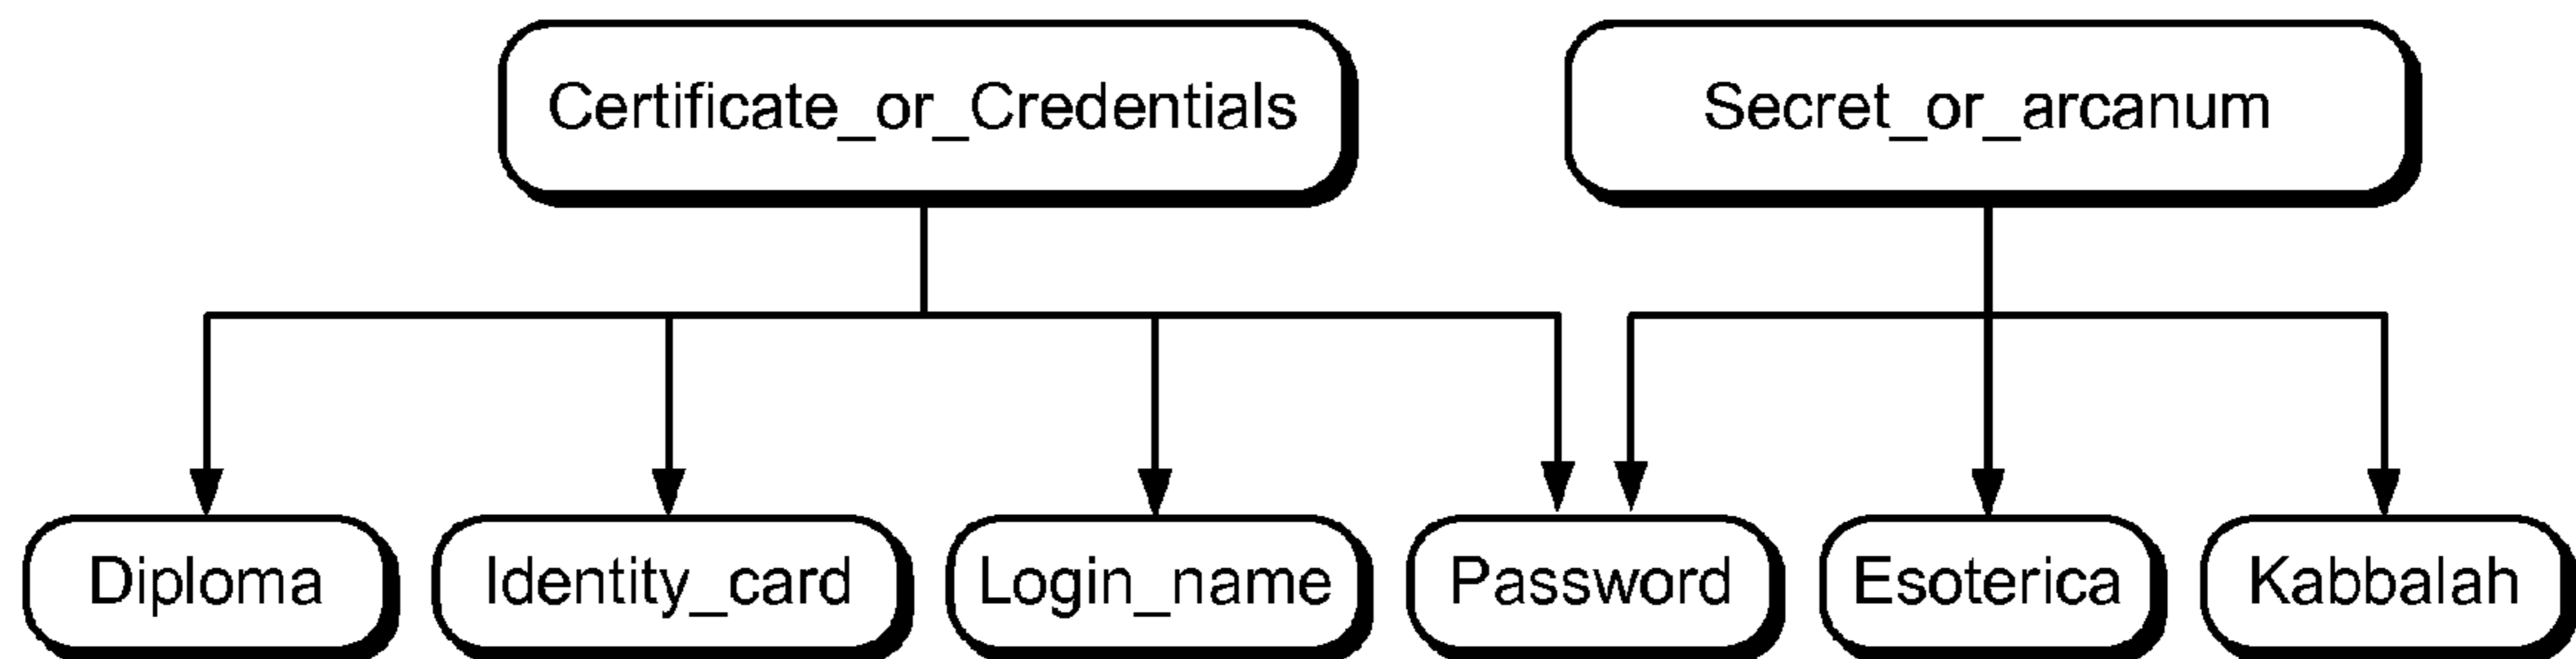 Certificate_or_Credentials
Secret_or_arcanum
Diploma
Identity_card
Login_name
Password
Esoterica
Kabbalah